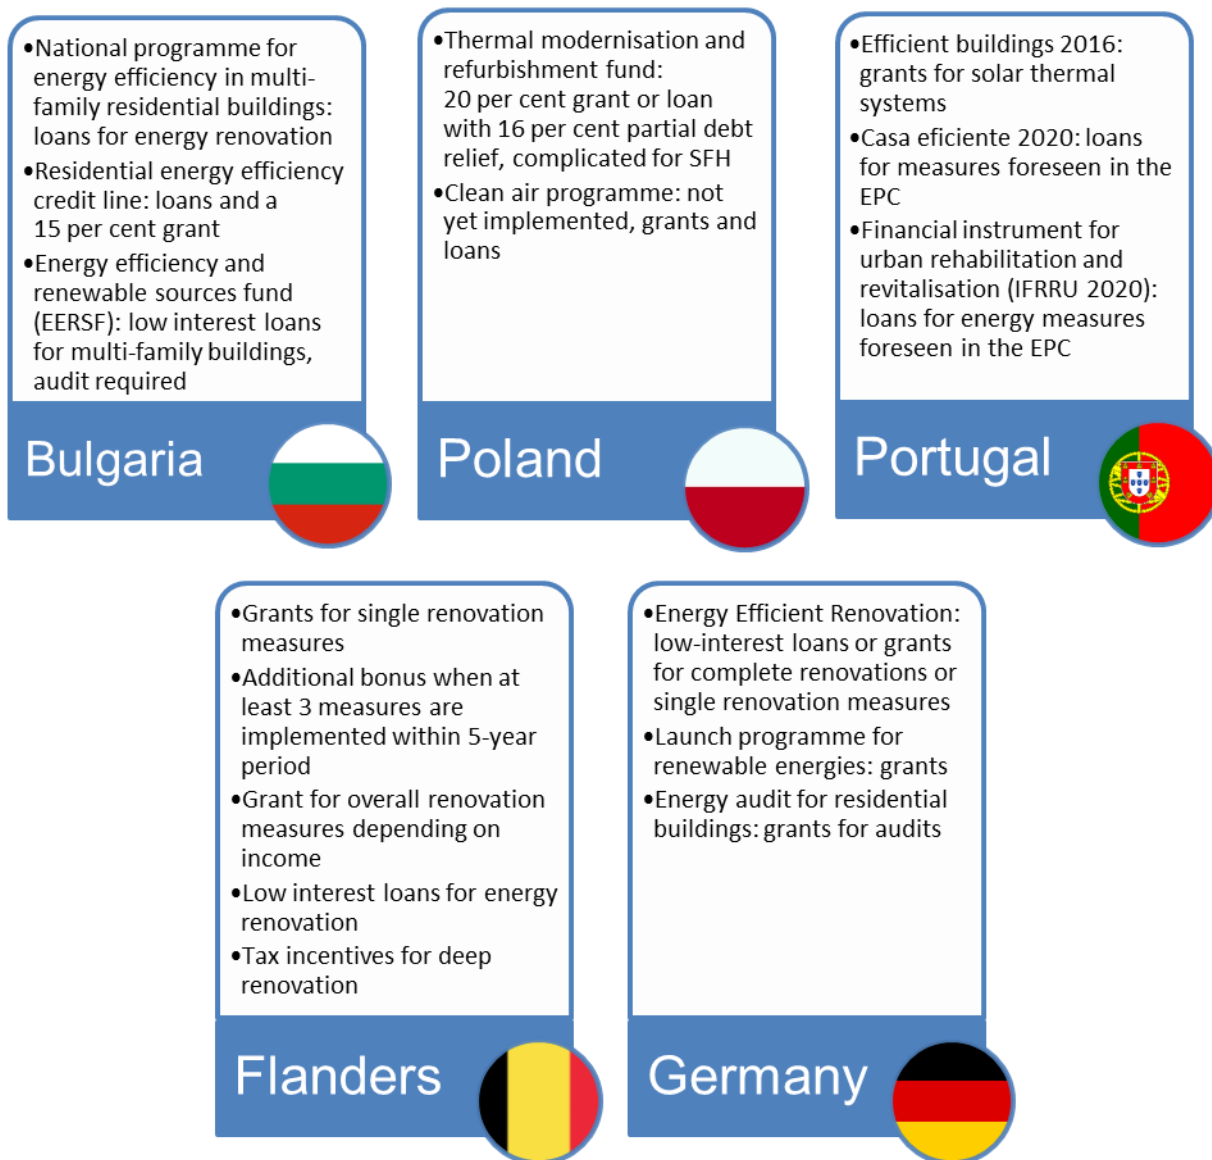 •National programme for
energy efficiency in multi-
family residential buildings:
loans for energy renovation
•Residential energy efficiency
credit line: loans and a
15 per cent grant
•Energy efficiency and
renewable sources fund
(EERSF): low interest loans
for multi-family buildings,
audit required
Bulgaria
•Thermal modernisation and
refurbishment fund:
20 per cent grant or loan
with 16 per cent partial debt
relief, complicated for SFH
•Clean air programme: not
yet implemented, grants and
loans
Poland
•Efficient buildings 2016:
grants for solar thermal
systems
•Casa eficiente 2020: loans
for measures foreseen in the
EPC
•Financial instrument for
urban rehabilitation and
revitalisation (IFRRU 2020):
loans for energy measures
foreseen in the EPC
Portugal
•Grants for single renovation
measures
•Additional bonus when at
least 3 measures are
implemented within 5-year
period
•Grant for overall renovation
measures depending on
income
•Low interest loans for energy
renovation
•Tax incentives for deep
renovation
Flanders
•Energy Efficient Renovation:
low-interest loans or grants
for complete renovations or
single renovation measures
•Launch programme for
renewable energies: grants
•Energy audit for residential
buildings: grants for audits
Germany